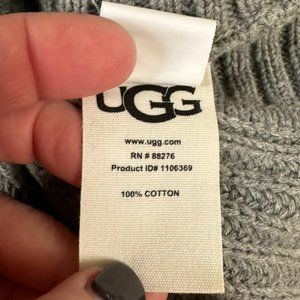 UGG
www.ugg.com
RN # 88276
Product ID# 1106369
100% COTTON